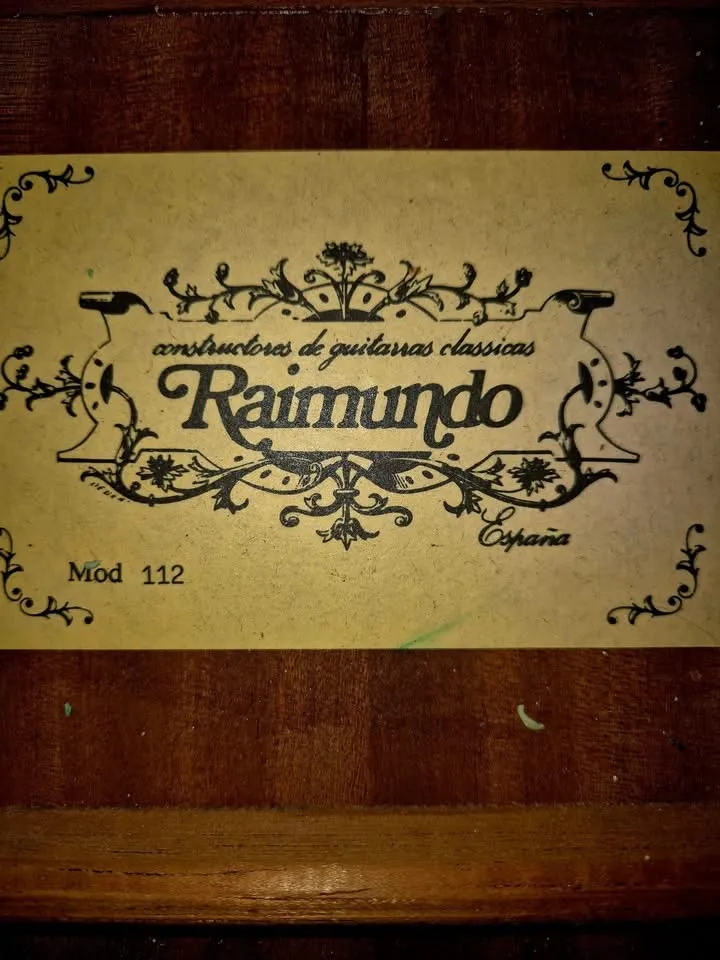 constructores de guitarras classicas
Raimundo
España
Mod 112